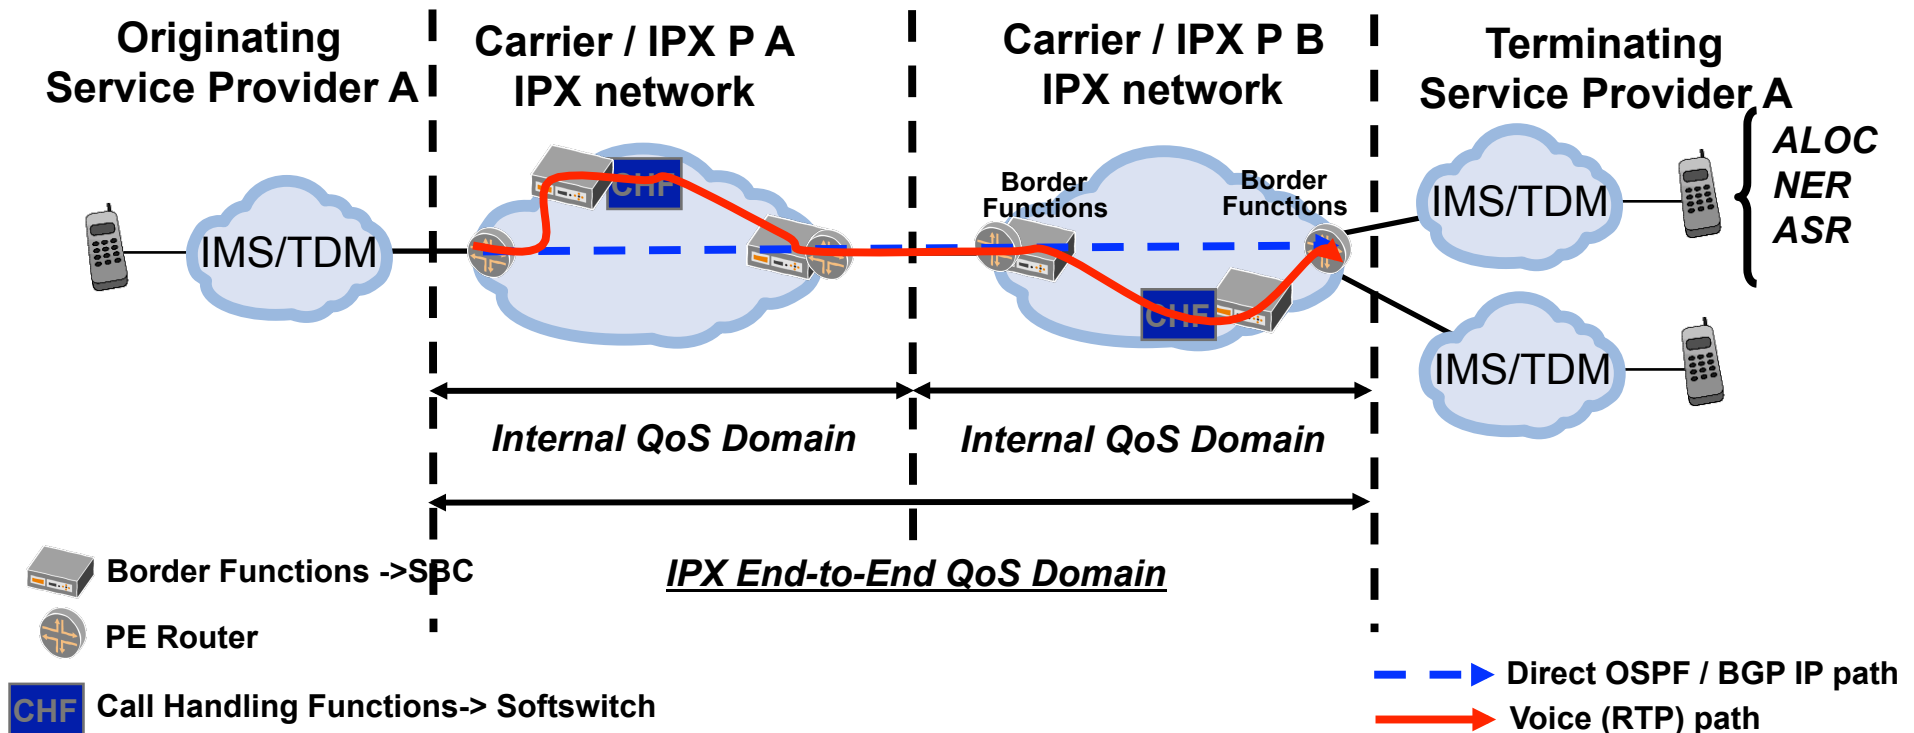 Originating
Service Provider A
Carrier / IPX P A
IPX network
Carrier / IPX P B
IPX network
Terminating
Service Provider A
ALOC
NER
ASR
IMS/TDM
CHF
Border
Functions
Border
Functions
CHF
IMS/TDM
IMS/TDM
Internal QoS Domain
Internal QoS Domain
IPX End-to-End QoS Domain
Border Functions ->SBC
PE Router
CHF
Call Handling Functions-> Softswitch
Direct OSPF / BGP IP path
Voice (RTP) path